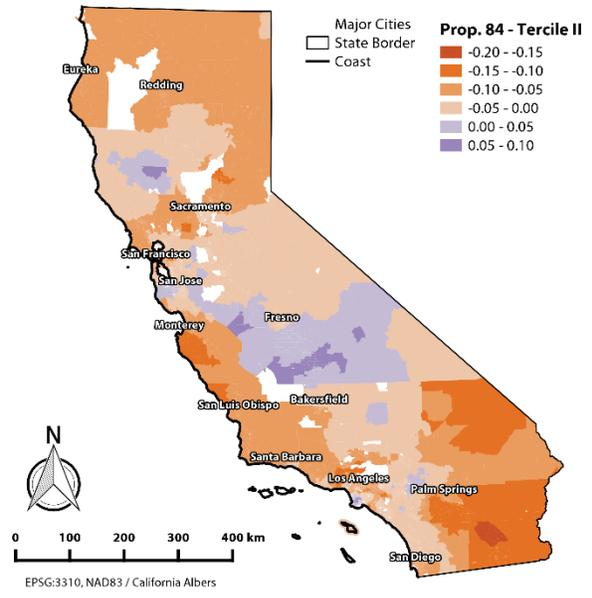 Major Cities
State Border
Coast
Prop. 84 - Tercile II
-0.20 - -0.15
-0.15 - -0.10
-0.10 - -0.05
-0.05 - 0.00
0.00 - 0.05
0.05 - 0.10
Eureka
Redding
Sacramento
San Francisco
San Jose
Monterey
Fresno
San Luis Obispo
Bakersfield
Santa Barbara
Los Angeles
Palm Springs
San Diego
N
0 100 200 300 400 km
EPSG:3310, NAD83 / California Albers